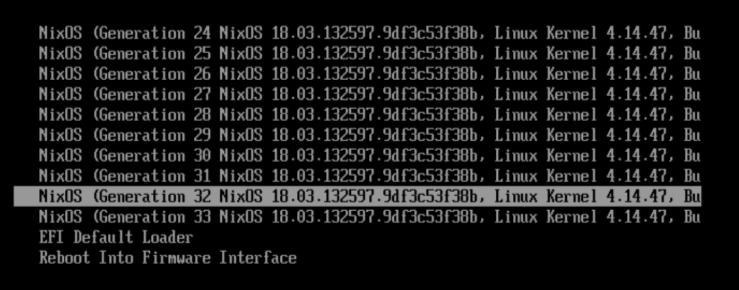 NixOS (Generation 24 NixOS 18.03.132597.9df3c53f38b, Linux Kernel 4.14.47, Bu
NixOS (Generation 25 NixOS 18.03.132597.9df3c53f38b, Linux Kernel 4.14.47, Bu
NixOS (Generation 26 NixOS 18.03.132597.9df3c53f38b, Linux Kernel 4.14.47, Bu
NixOS (Generation 27 NixOS 18.03.132597.9df3c53f38b, Linux Kernel 4.14.47, Bu
NixOS (Generation 28 NixOS 18.03.132597.9df3c53f38b, Linux Kernel 4.14.47, Bu
NixOS (Generation 29 NixOS 18.03.132597.9df3c53f38b, Linux Kernel 4.14.47, Bu
NixOS (Generation 30 NixOS 18.03.132597.9df3c53f38b, Linux Kernel 4.14.47, Bu
NixOS (Generation 31 NixOS 18.03.132597.9df3c53f38b, Linux Kernel 4.14.47, Bu
NixOS (Generation 32 NixOS 18.03.132597.9df3c53f38b, Linux Kernel 4.14.47, Bu
NixOS (Generation 33 NixOS 18.03.132597.9df3c53f38b, Linux Kernel 4.14.47, Bu
EFI Default Loader
Reboot Into Firmware Interface